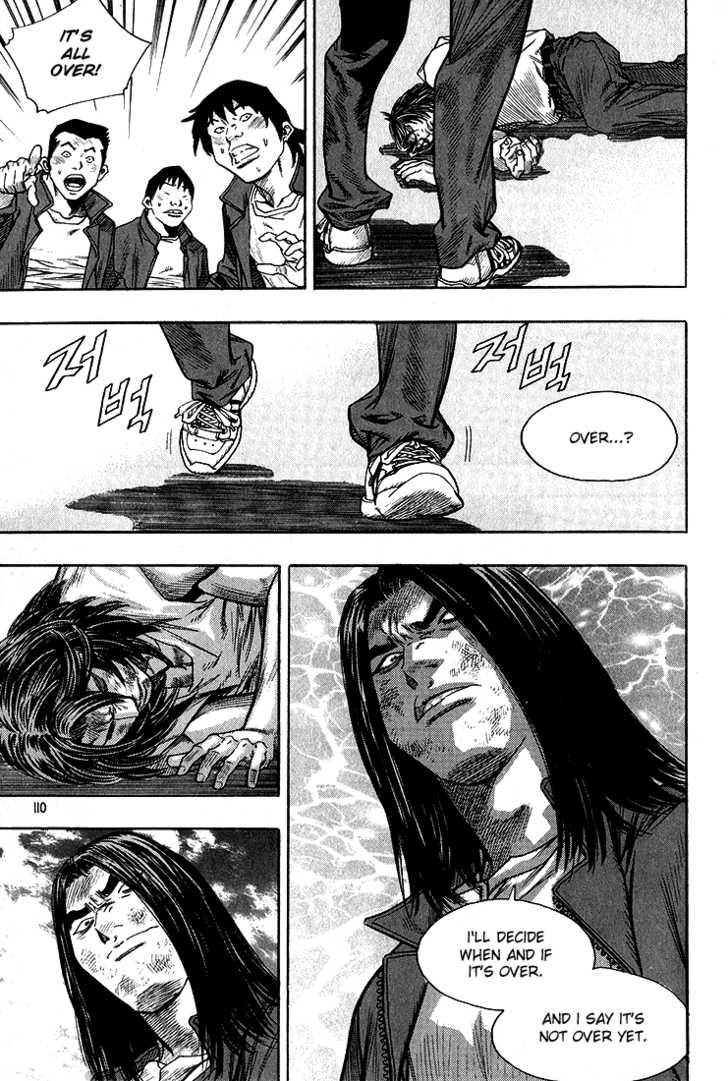 IT'S
ALL
OVER!
저
벅
저
벅
OVER...?
110
I'LL DECIDE
WHEN AND IF
IT'S OVER.
AND I SAY IT'S
NOT OVER YET.